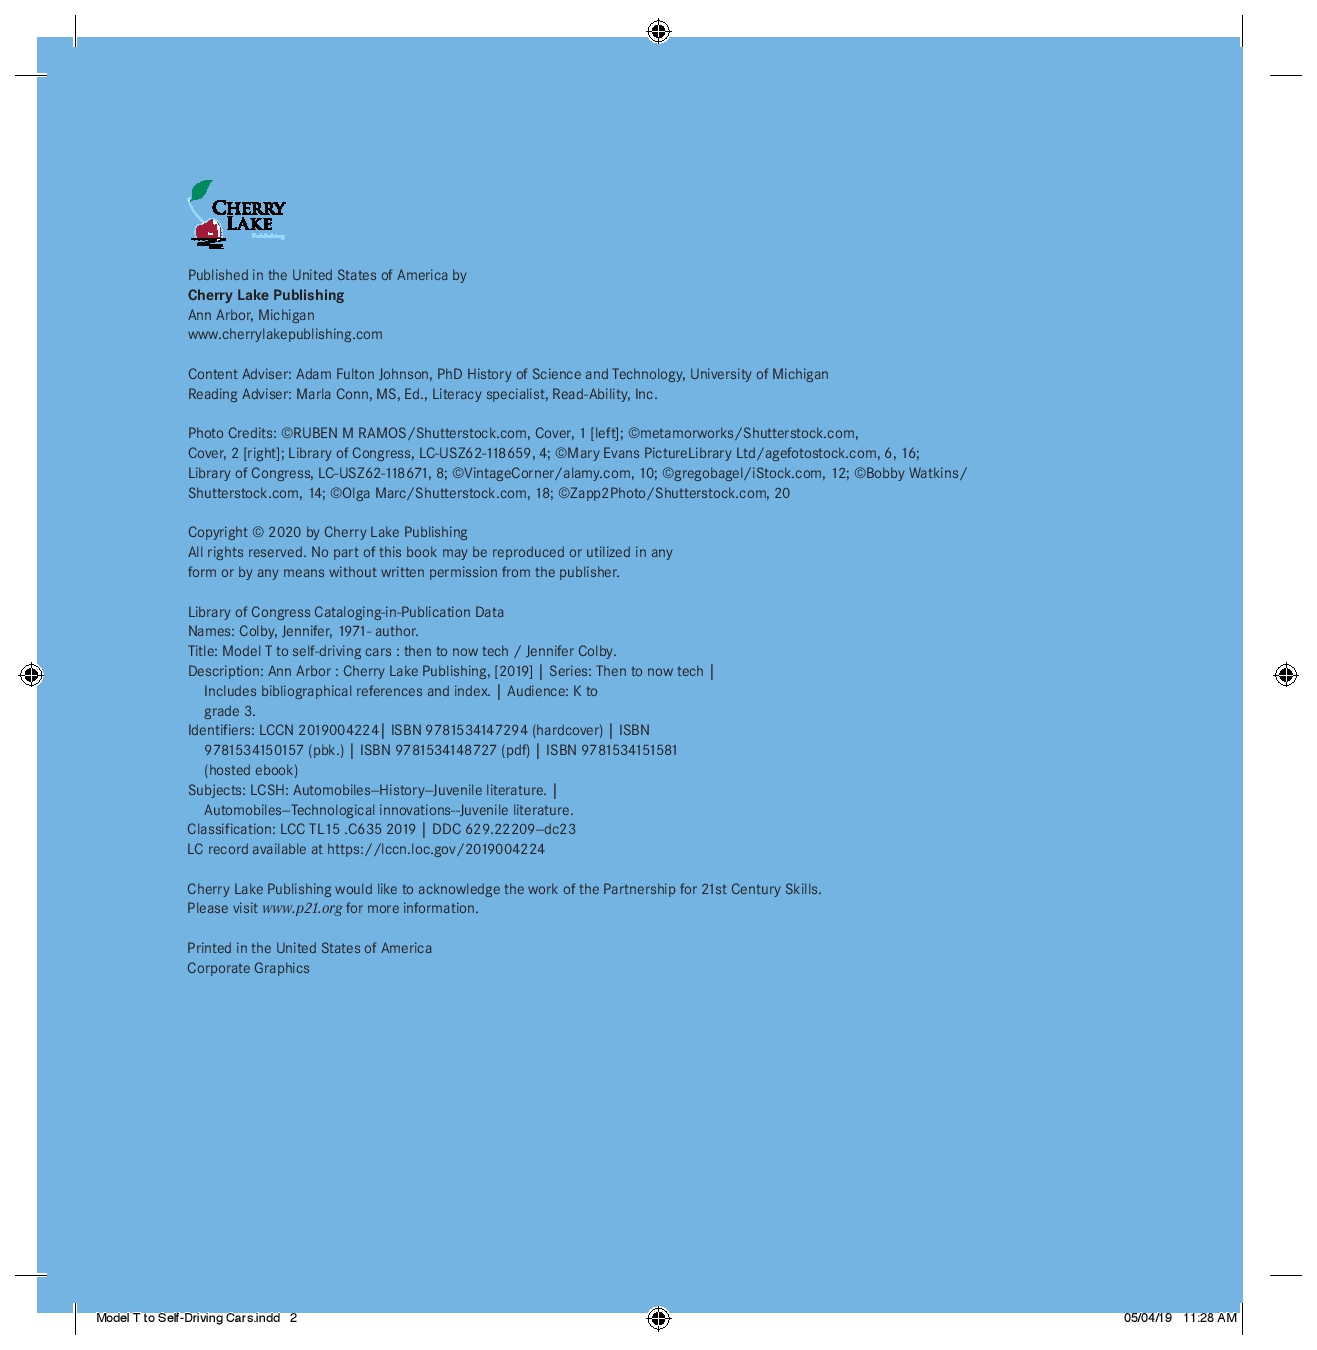 CHERRY
LAKE
Publishing
Published in the United States of America by
Cherry Lake Publishing
Ann Arbor, Michigan
www.cherrylakepublishing.com
Content Adviser: Adam Fulton Johnson, PhD History of Science and Technology, University of Michigan
Reading Adviser: Marla Conn, MS, Ed., Literacy specialist, Read-Ability, Inc.
Photo Credits: ©RUBEN M RAMOS/Shutterstock.com, Cover, 1 [left]; ©metamorworks/Shutterstock.com,
Cover, 2 [right]; Library of Congress, LC-USZ62-118659, 4; ©Mary Evans PictureLibrary Ltd/agefotostock.com, 6, 16;
Library of Congress, LC-USZ62-118671, 8; ©VintageCorner/alamy.com, 10; ©gregobagel/iStock.com, 12; ©Bobby Watkins/
Shutterstock.com, 14; ©Olga Marc/Shutterstock.com, 18; ©Zapp2Photo/Shutterstock.com, 20
Copyright © 2020 by Cherry Lake Publishing
All rights reserved. No part of this book may be reproduced or utilized in any
form or by any means without written permission from the publisher.
Library of Congress Cataloging-in-Publication Data
Names: Colby, Jennifer, 1971- author.
Title: Model T to self-driving cars : then to now tech / Jennifer Colby.
Description: Ann Arbor : Cherry Lake Publishing, [2019] | Series: Then to now tech |
Includes bibliographical references and index. | Audience: K to
grade 3.
Identifiers: LCCN 2019004224| ISBN 9781534147294 (hardcover) | ISBN
9781534150157 (pbk.) | ISBN 9781534148727 (pdf) | ISBN 9781534151581
(hosted ebook)
Subjects: LCSH: Automobiles—History—Juvenile literature. |
Automobiles—Technological innovations--Juvenile literature.
Classification: LCC TL15 .C635 2019 | DDC 629.22209—dc23
LC record available at https://lccn.loc.gov/2019004224
Cherry Lake Publishing would like to acknowledge the work of the Partnership for 21st Century Skills.
Please visit www.p21.org for more information.
Printed in the United States of America
Corporate Graphics
Model T to Self-Driving Cars.indd 2
05/04/19 11:28 AM